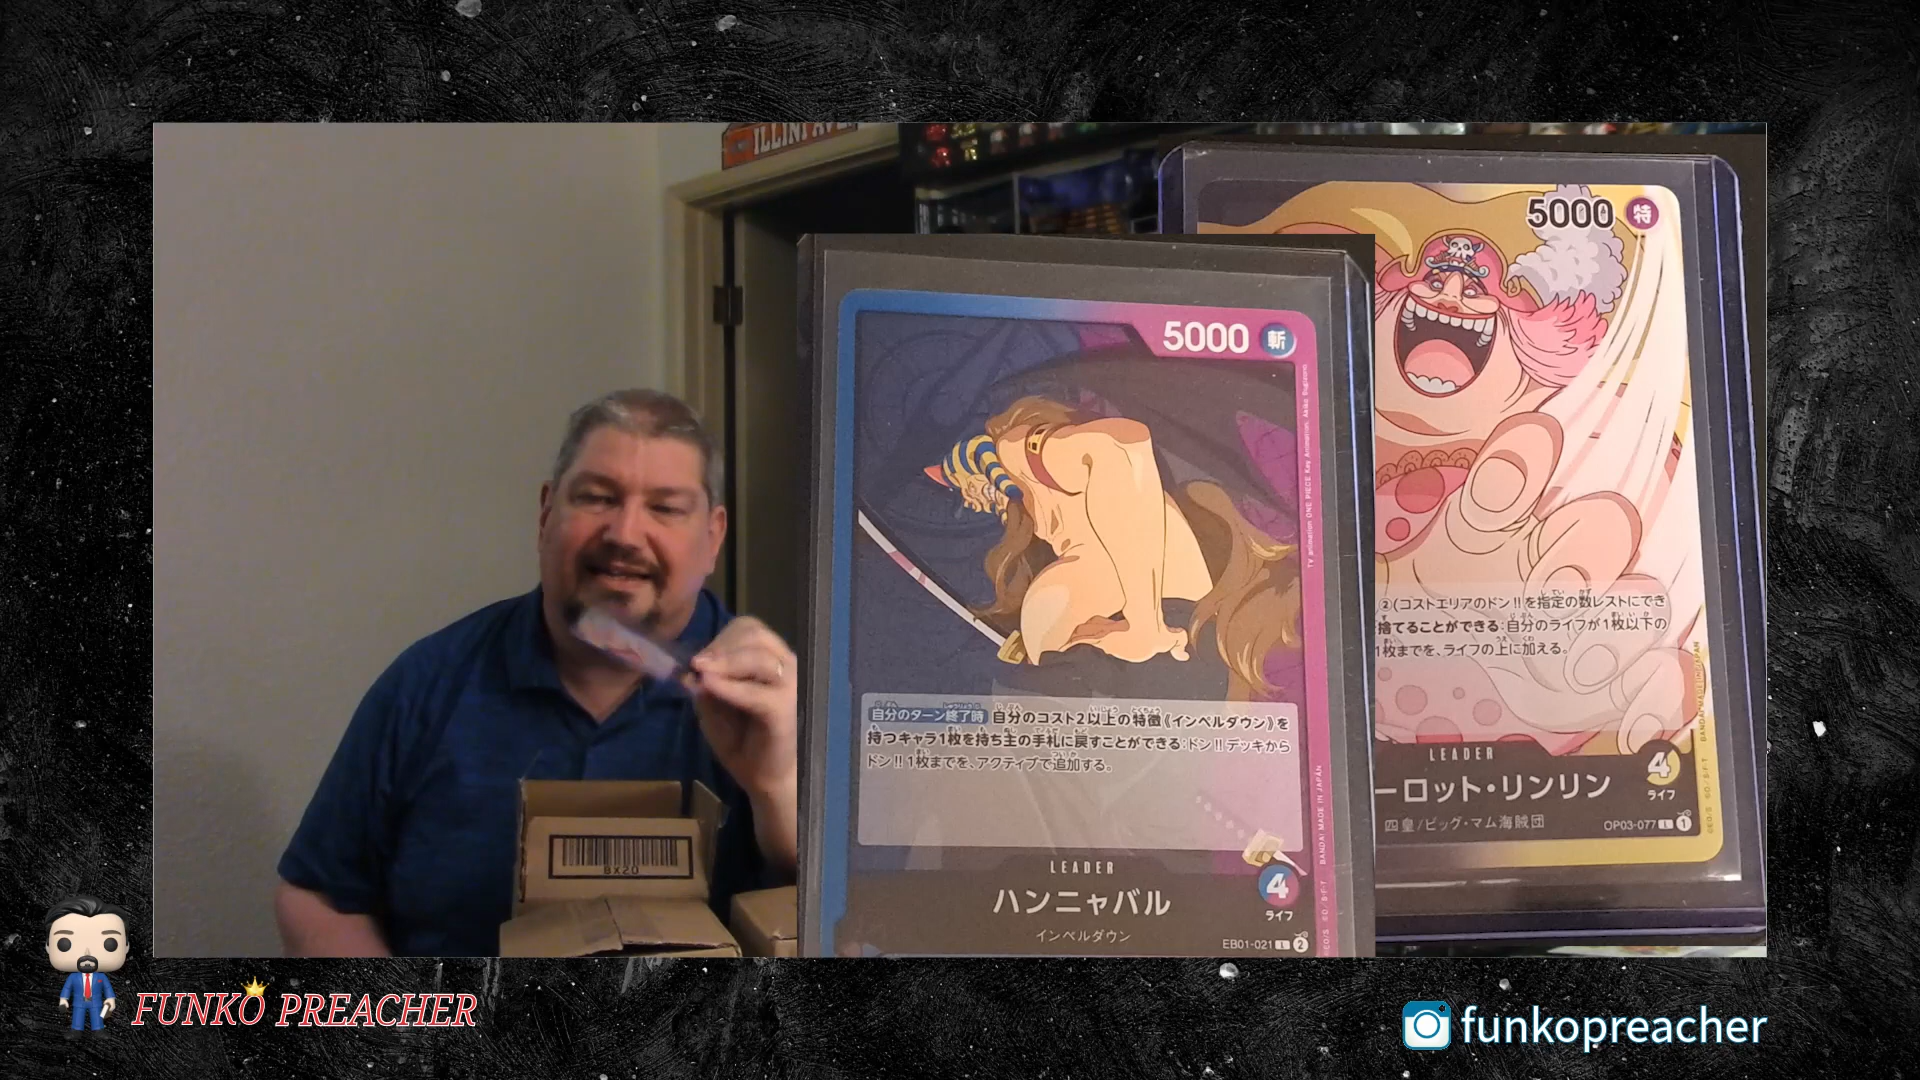 ILLINI AVE
5000 特
②(コストエリアのドン!!を指定の数レストにでき
捨てることができる:自分のライフが1枚以下の
1枚までを、ライフの上に加える。
LEADER
4
ライフ
ーロット・リンリン
四皇/ビッグ・マム海賊団
OP03-077 L 1
5000 斬
自分のターン終了時 自分のコスト2以上の特徴《インペルダウン》を
持つキャラ1枚を持ち主の手札に戻すことができる:ドン!!デッキから
ドン!!1枚までを、アクティブで追加する。
LEADER
4
ライフ
ハンニャバル
インペルダウン
EB01-021 L 2
BANDAI MADE IN JAPAN
BX20
FUNKO PREACHER
funkopreacher